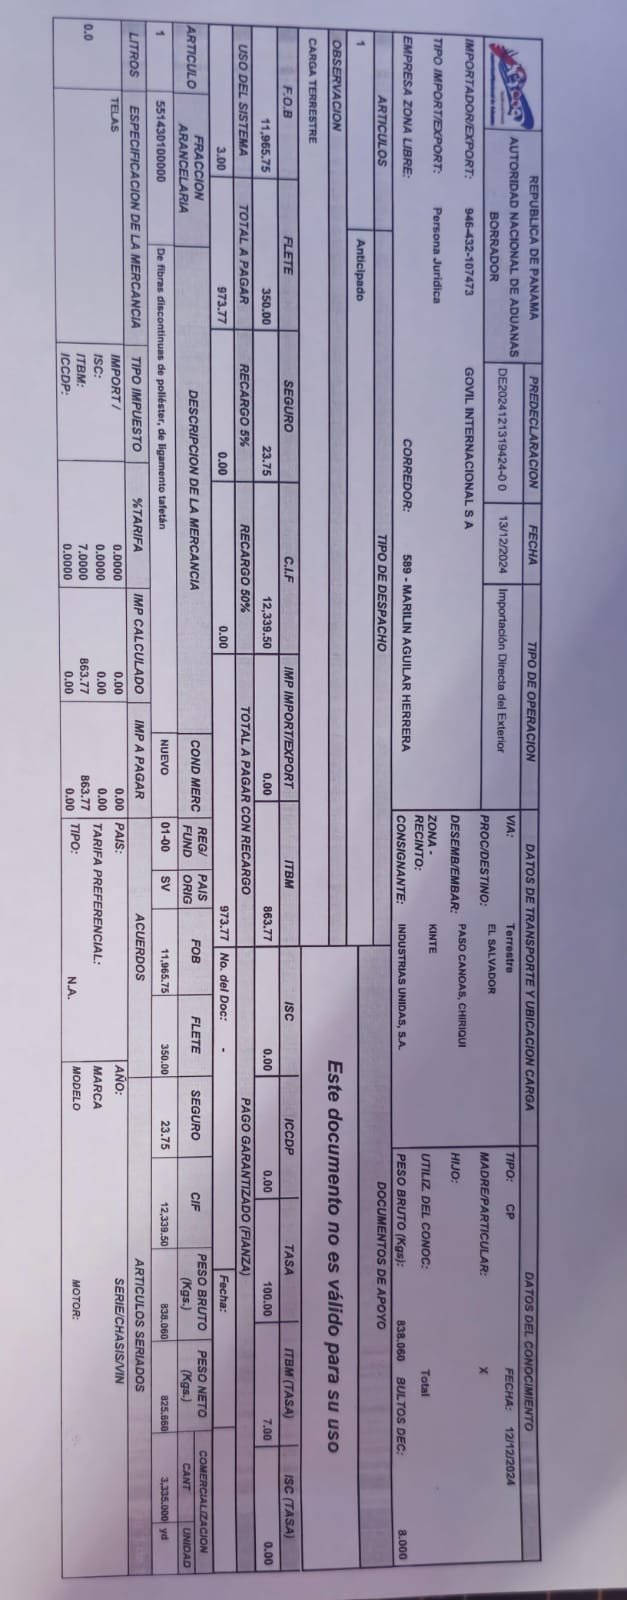 REPUBLICA DE PANAMA
AUTORIDAD NACIONAL DE ADUANAS
BORRADOR
PREDECLARACION
DE2024121319424-0 0
FECHA
13/12/2024
TIPO DE OPERACION
Importación Directa del Exterior
IMPORTADOR/EXPORT: 946-432-107473 GOVIL INTERNACIONAL S A
TIPO IMPORT/EXPORT: Persona Juridica
EMPRESA ZONA LIBRE: CORREDOR: 589 - MARILIN AGUILAR HERRERA
DATOS DE TRANSPORTE Y UBICACION CARGA
VIA: Terrestre
PROC/DESTINO: EL SALVADOR
DESEMB/EMBAR: PASO CANOAS, CHIRIQUI
ZONA - RECINTO: KINTE
CONSIGNANTE: INDUSTRIAS UNIDAS, S.A.
DATOS DEL CONOCIMIENTO
TIPO: CP FECHA: 12/12/2024
MADRE/PARTICULAR: X
HIJO:
UTILIZ. DEL CONOC: Total
PESO BRUTO (Kgs): 838.060 BULTOS DEC: 8.000
ARTICULOS TIPO DE DESPACHO DOCUMENTOS DE APOYO
1 Anticipado
OBSERVACION
CARGA TERRESTRE
Este documento no es válido para su uso
F.O.B FLETE SEGURO C.I.F IMP IMPORT/EXPORT ITBM ISC ICCDP TASA ITBM (TASA) ISC (TASA)
11,965.75 350.00 23.75 12,339.50 0.00 863.77 0.00 0.00 100.00 7.00 0.00
USO DEL SISTEMA TOTAL A PAGAR RECARGO 5% RECARGO 50% TOTAL A PAGAR CON RECARGO PAGO GARANTIZADO (FIANZA)
3.00 973.77 0.00 0.00 973.77 No. del Doc: - Fecha:
ARTICULO FRACCION ARANCELARIA DESCRIPCION DE LA MERCANCIA COND MERC REG/ FUND PAIS ORIG FOB FLETE SEGURO CIF PESO BRUTO (Kgs.) PESO NETO (Kgs.) COMERCIALIZACION CANT UNIDAD
1 551430100000 De fibras discontinuas de poliéster, de ligamento tafetán NUEVO 01-00 SV 11,965.75 350.00 23.75 12,339.50 838.060 825.660 3,335.000 yd
LITROS ESPECIFICACION DE LA MERCANCIA TIPO IMPUESTO %TARIFA IMP CALCULADO IMP A PAGAR ACUERDOS ARTICULOS SERIADOS
0.0 TELAS
IMPORT / 0.0000 0.00 0.00 PAIS: AÑO: SERIE/CHASIS/VIN
ISC: 0.0000 0.00 0.00 TARIFA PREFERENCIAL: MARCA
ITBM: 7.0000 863.77 863.77 TIPO: N.A. MODELO MOTOR:
ICCDP: 0.0000 0.00 0.00